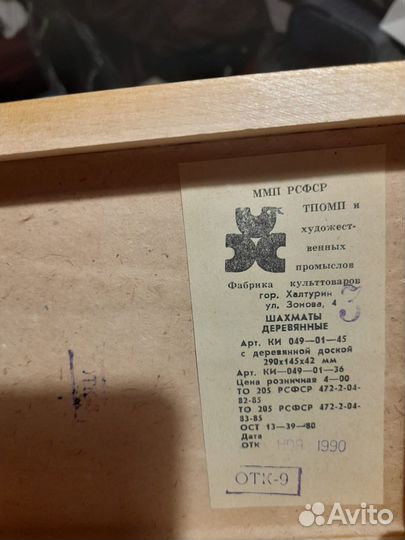 ММП РСФСР
ТПОМП и
художест-
венных
промыслов
Фабрика культтоваров
гор. Халтурин
ул. Зонова, 4
3
ШАХМАТЫ
ДЕРЕВЯННЫЕ
Арт. КИ 049—01—45
с деревянной доской
290х145х42 мм
Арт. КИ—049—01—36
Цена розничная 4—00
ТО 205 РСФСР 472-2-04-
82-85
ТО 205 РСФСР 472-2-04-
83-85
ОСТ 13—39—80
Дата
ОТК 1990
ОТК-9
Avito